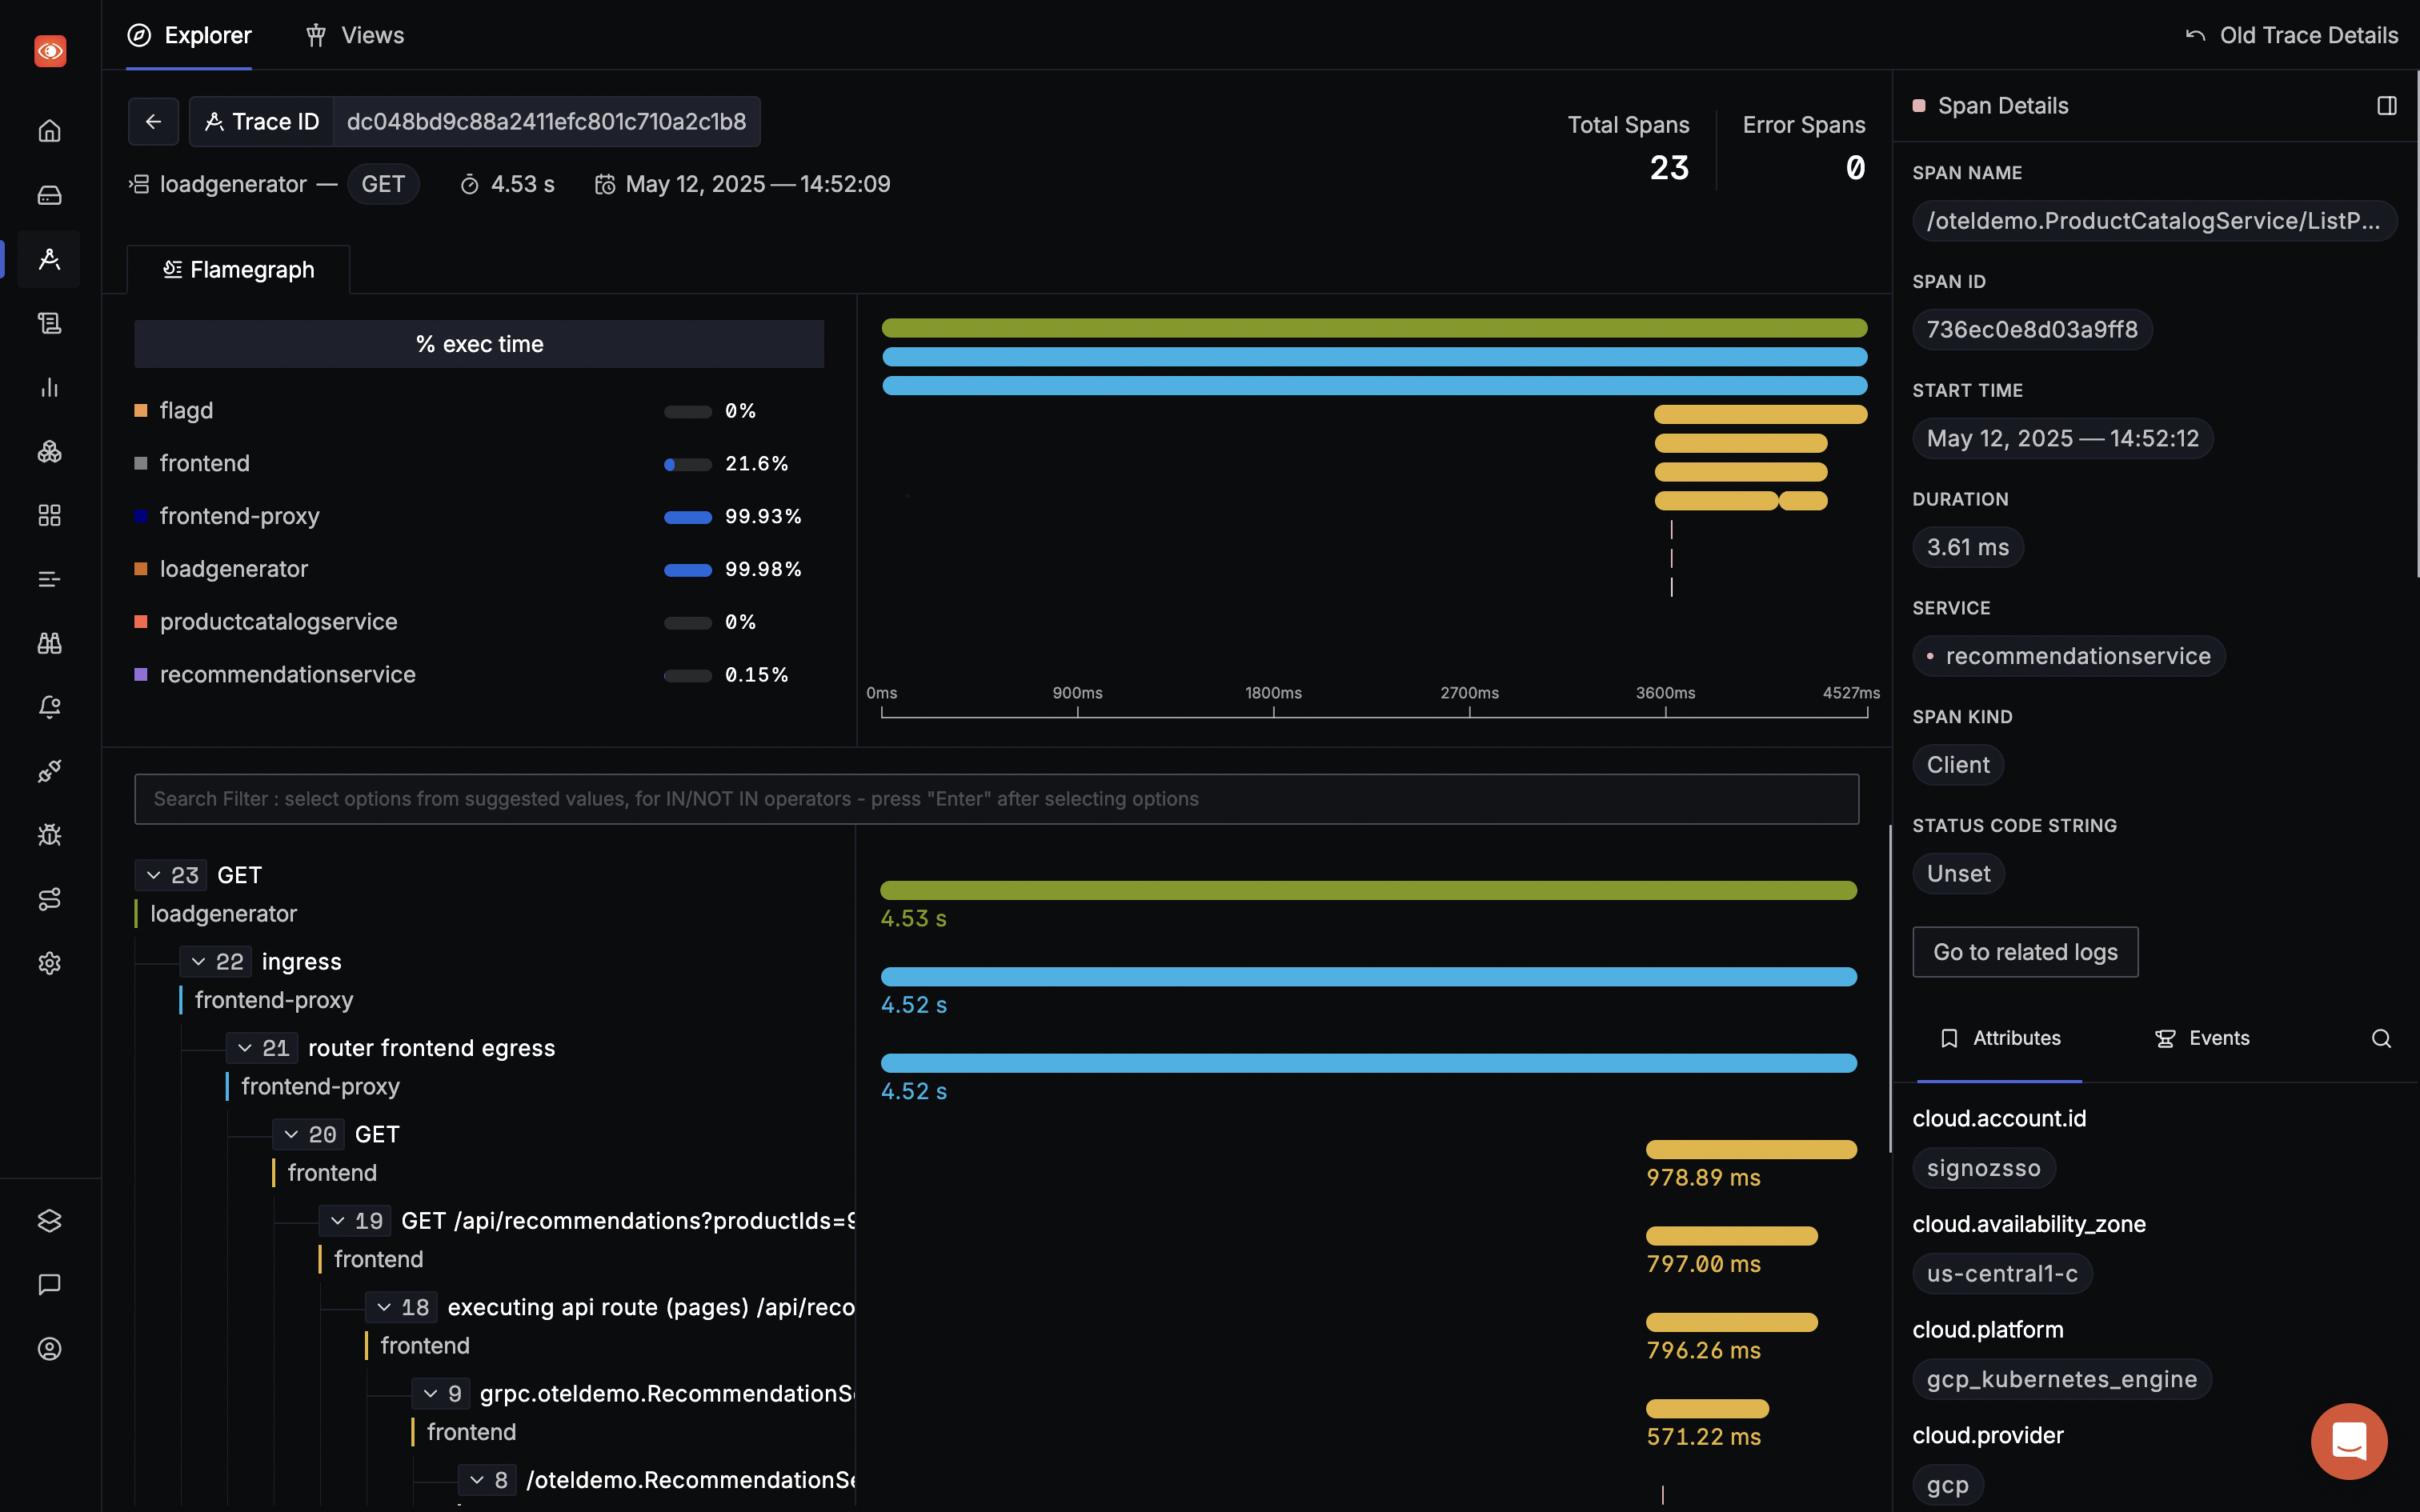 Explorer
Views
Old Trace Details
Trace ID dc048bd9c88a2411efc801c710a2c1b8
loadgenerator — GET 4.53 s May 12, 2025 — 14:52:09
Total Spans
23
Error Spans
0
Flamegraph
% exec time
flagd 0%
frontend 21.6%
frontend-proxy 99.93%
loadgenerator 99.98%
productcatalogservice 0%
recommendationservice 0.15%
0ms 900ms 1800ms 2700ms 3600ms 4527ms
Search Filter : select options from suggested values, for IN/NOT IN operators - press "Enter" after selecting options
23 GET
loadgenerator
4.53 s
22 ingress
frontend-proxy
4.52 s
21 router frontend egress
frontend-proxy
4.52 s
20 GET
frontend
978.89 ms
19 GET /api/recommendations?productIds=9
frontend
797.00 ms
18 executing api route (pages) /api/reco
frontend
796.26 ms
9 grpc.oteldemo.RecommendationSe
frontend
571.22 ms
8 /oteldemo.RecommendationSe
Span Details
SPAN NAME
/oteldemo.ProductCatalogService/ListP...
SPAN ID
736ec0e8d03a9ff8
START TIME
May 12, 2025 — 14:52:12
DURATION
3.61 ms
SERVICE
recommendationservice
SPAN KIND
Client
STATUS CODE STRING
Unset
Go to related logs
Attributes
Events
cloud.account.id
signozsso
cloud.availability_zone
us-central1-c
cloud.platform
gcp_kubernetes_engine
cloud.provider
gcp